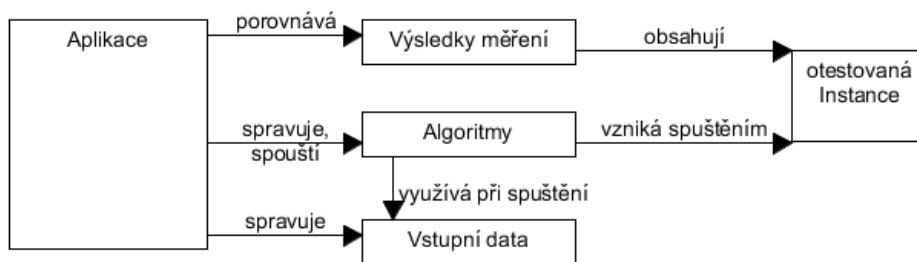 porovnává
Aplikace
Výsledky měření
obsahují
otestovaná
Instance
spravuje,
spouští
Algoritmy
vzniká spuštěním
využívá při spuštění
spravuje
Vstupní data